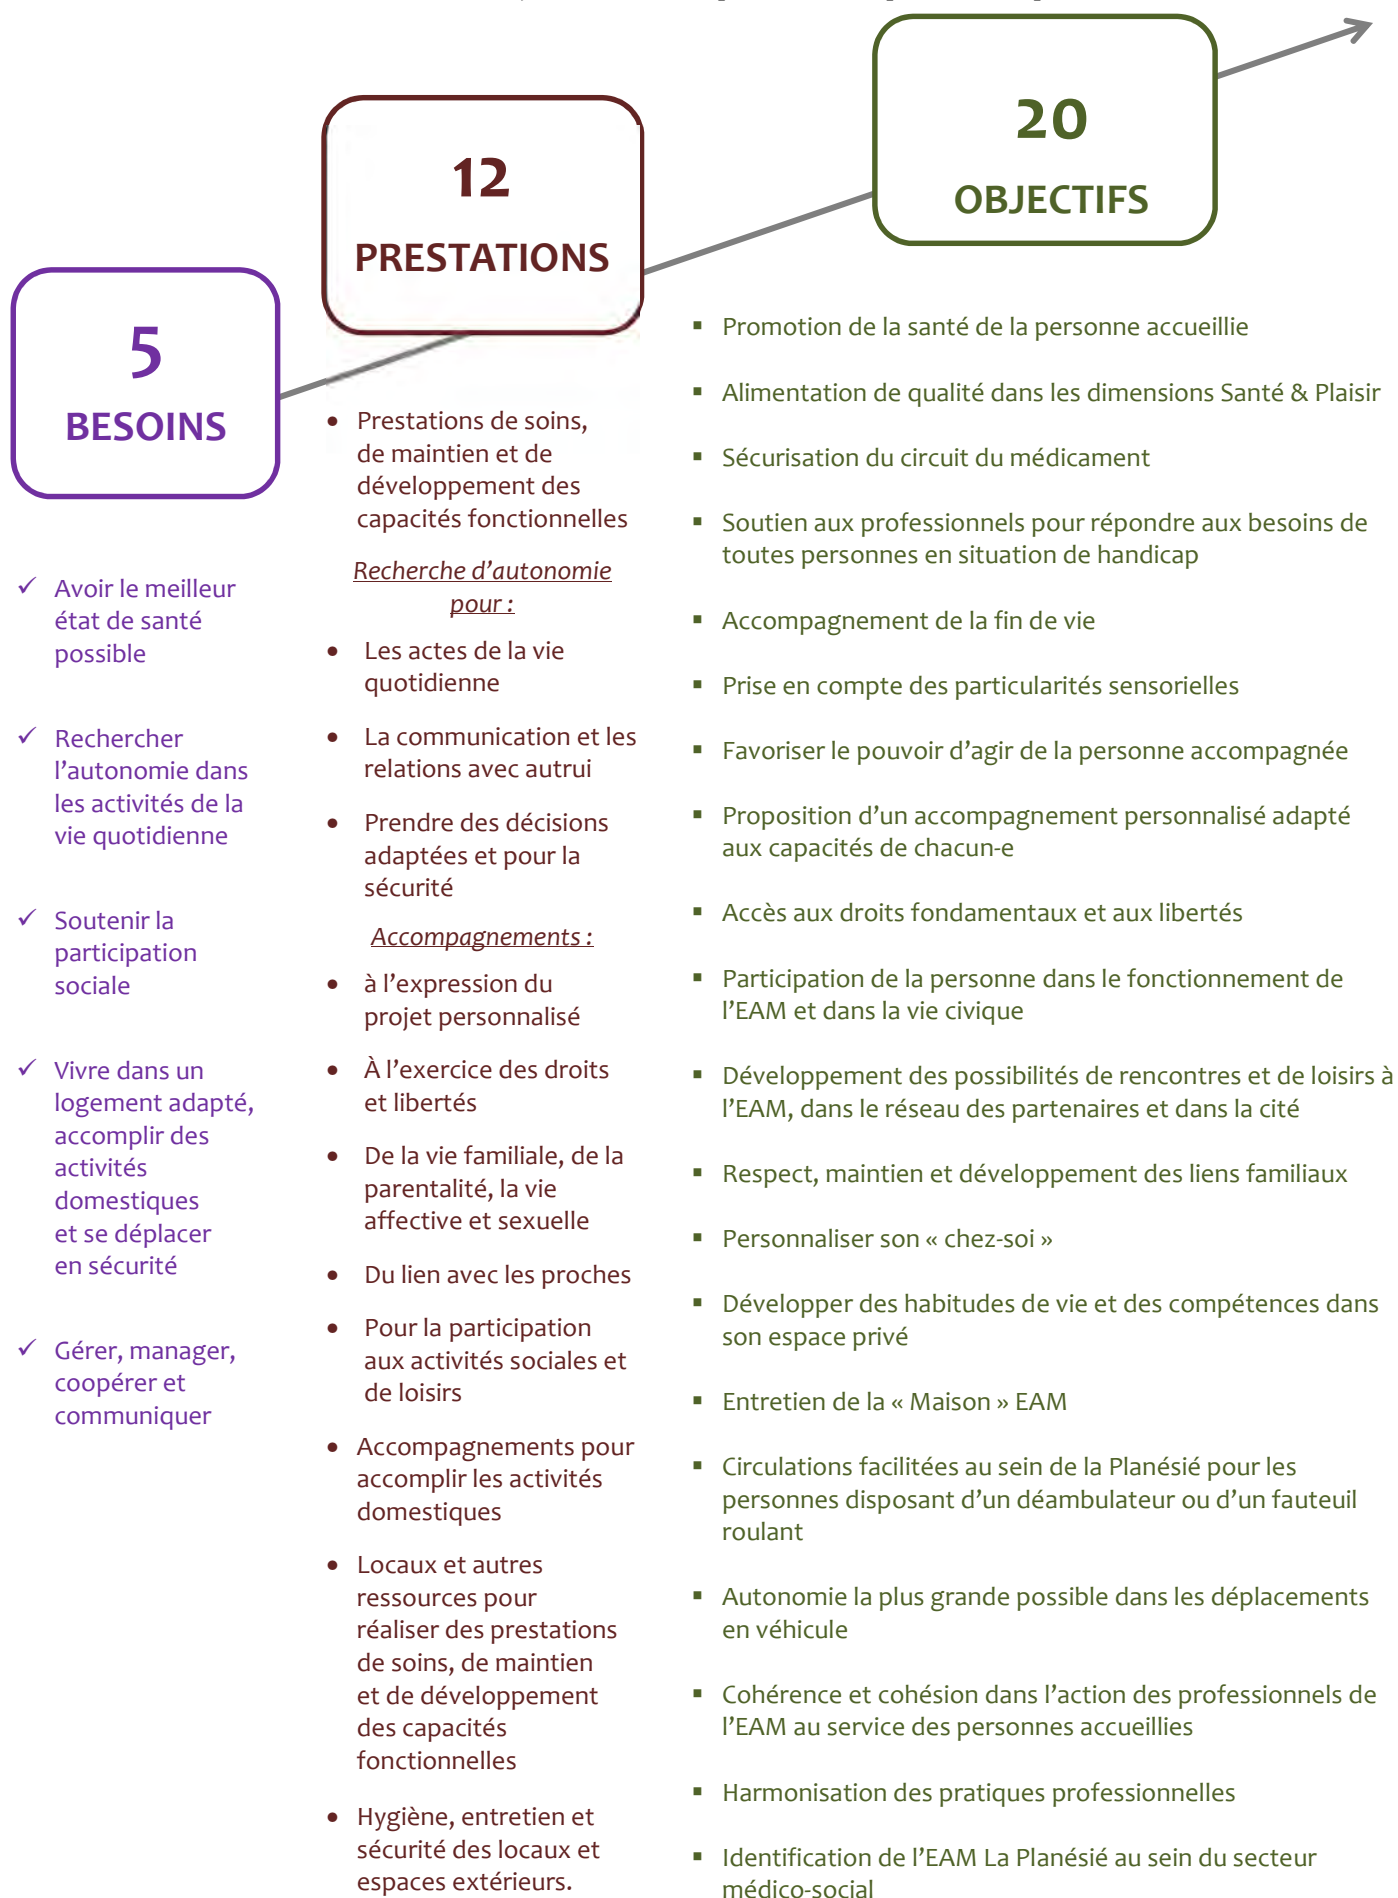 5
BESOINS
✓ Avoir le meilleur
état de santé
possible
✓ Rechercher
l'autonomie dans
les activités de la
vie quotidienne
✓ Soutenir la
participation
sociale
✓ Vivre dans un
logement adapté,
accomplir des
activités
domestiques
et se déplacer
en sécurité
✓ Gérer, manager,
coopérer et
communiquer
12
PRESTATIONS
• Prestations de soins,
de maintien et de
développement des
capacités fonctionnelles
Recherche d'autonomie
pour :
• Les actes de la vie
quotidienne
• La communication et les
relations avec autrui
• Prendre des décisions
adaptées et pour la
sécurité
Accompagnements :
• à l'expression du
projet personnalisé
• À l'exercice des droits
et libertés
• De la vie familiale, de la
parentalité, la vie
affective et sexuelle
• Du lien avec les proches
• Pour la participation
aux activités sociales et
de loisirs
• Accompagnements pour
accomplir les activités
domestiques
• Locaux et autres
ressources pour
réaliser des prestations
de soins, de maintien
et de développement
des capacités
fonctionnelles
• Hygiène, entretien et
sécurité des locaux et
espaces extérieurs.
20
OBJECTIFS
▪ Promotion de la santé de la personne accueillie
▪ Alimentation de qualité dans les dimensions Santé & Plaisir
▪ Sécurisation du circuit du médicament
▪ Soutien aux professionnels pour répondre aux besoins de
toutes personnes en situation de handicap
▪ Accompagnement de la fin de vie
▪ Prise en compte des particularités sensorielles
▪ Favoriser le pouvoir d'agir de la personne accompagnée
▪ Proposition d'un accompagnement personnalisé adapté
aux capacités de chacun-e
▪ Accès aux droits fondamentaux et aux libertés
▪ Participation de la personne dans le fonctionnement de
l'EAM et dans la vie civique
▪ Développement des possibilités de rencontres et de loisirs à
l'EAM, dans le réseau des partenaires et dans la cité
▪ Respect, maintien et développement des liens familiaux
▪ Personnaliser son « chez-soi »
▪ Développer des habitudes de vie et des compétences dans
son espace privé
▪ Entretien de la « Maison » EAM
▪ Circulations facilitées au sein de la Planésié pour les
personnes disposant d'un déambulateur ou d'un fauteuil
roulant
▪ Autonomie la plus grande possible dans les déplacements
en véhicule
▪ Cohérence et cohésion dans l'action des professionnels de
l'EAM au service des personnes accueillies
▪ Harmonisation des pratiques professionnelles
▪ Identification de l'EAM La Planésié au sein du secteur
médico-social